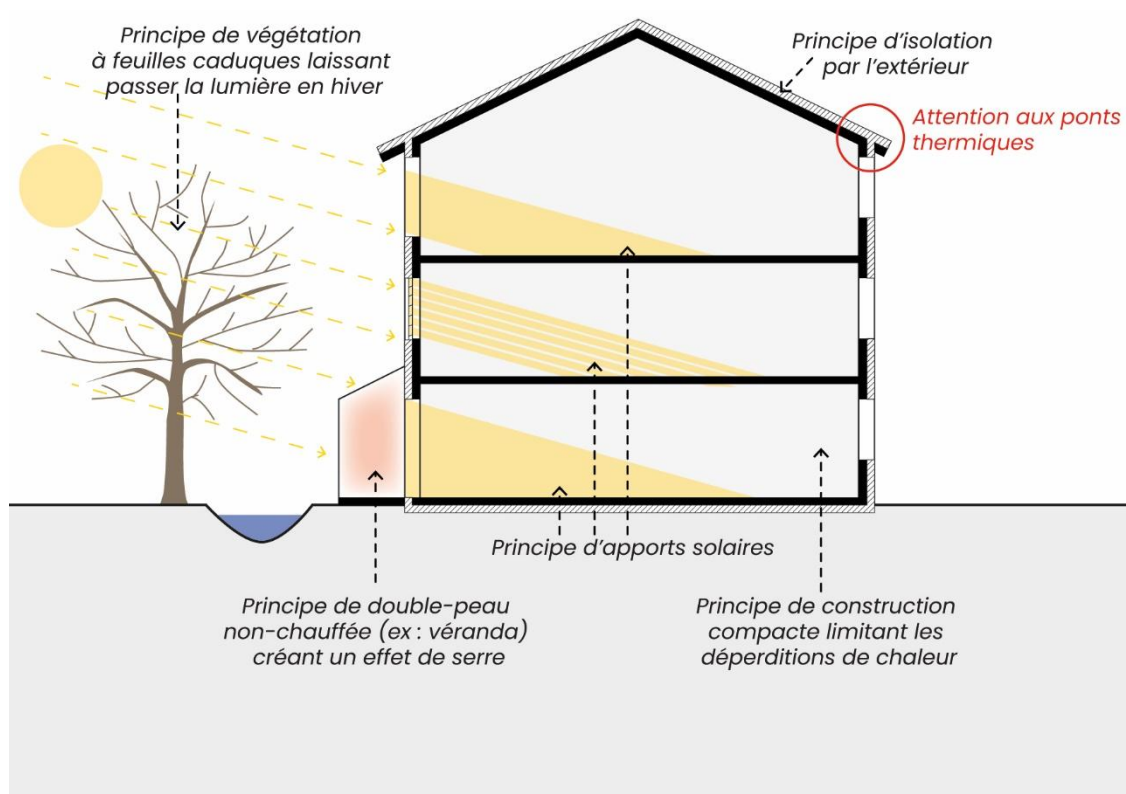 Principe de végétation
à feuilles caduques laissant
passer la lumière en hiver
Principe d’isolation
par l’extérieur
Attention aux ponts
thermiques
Principe d’apports solaires
Principe de double-peau
non-chauffée (ex : véranda)
créant un effet de serre
Principe de construction
compacte limitant les
déperditions de chaleur